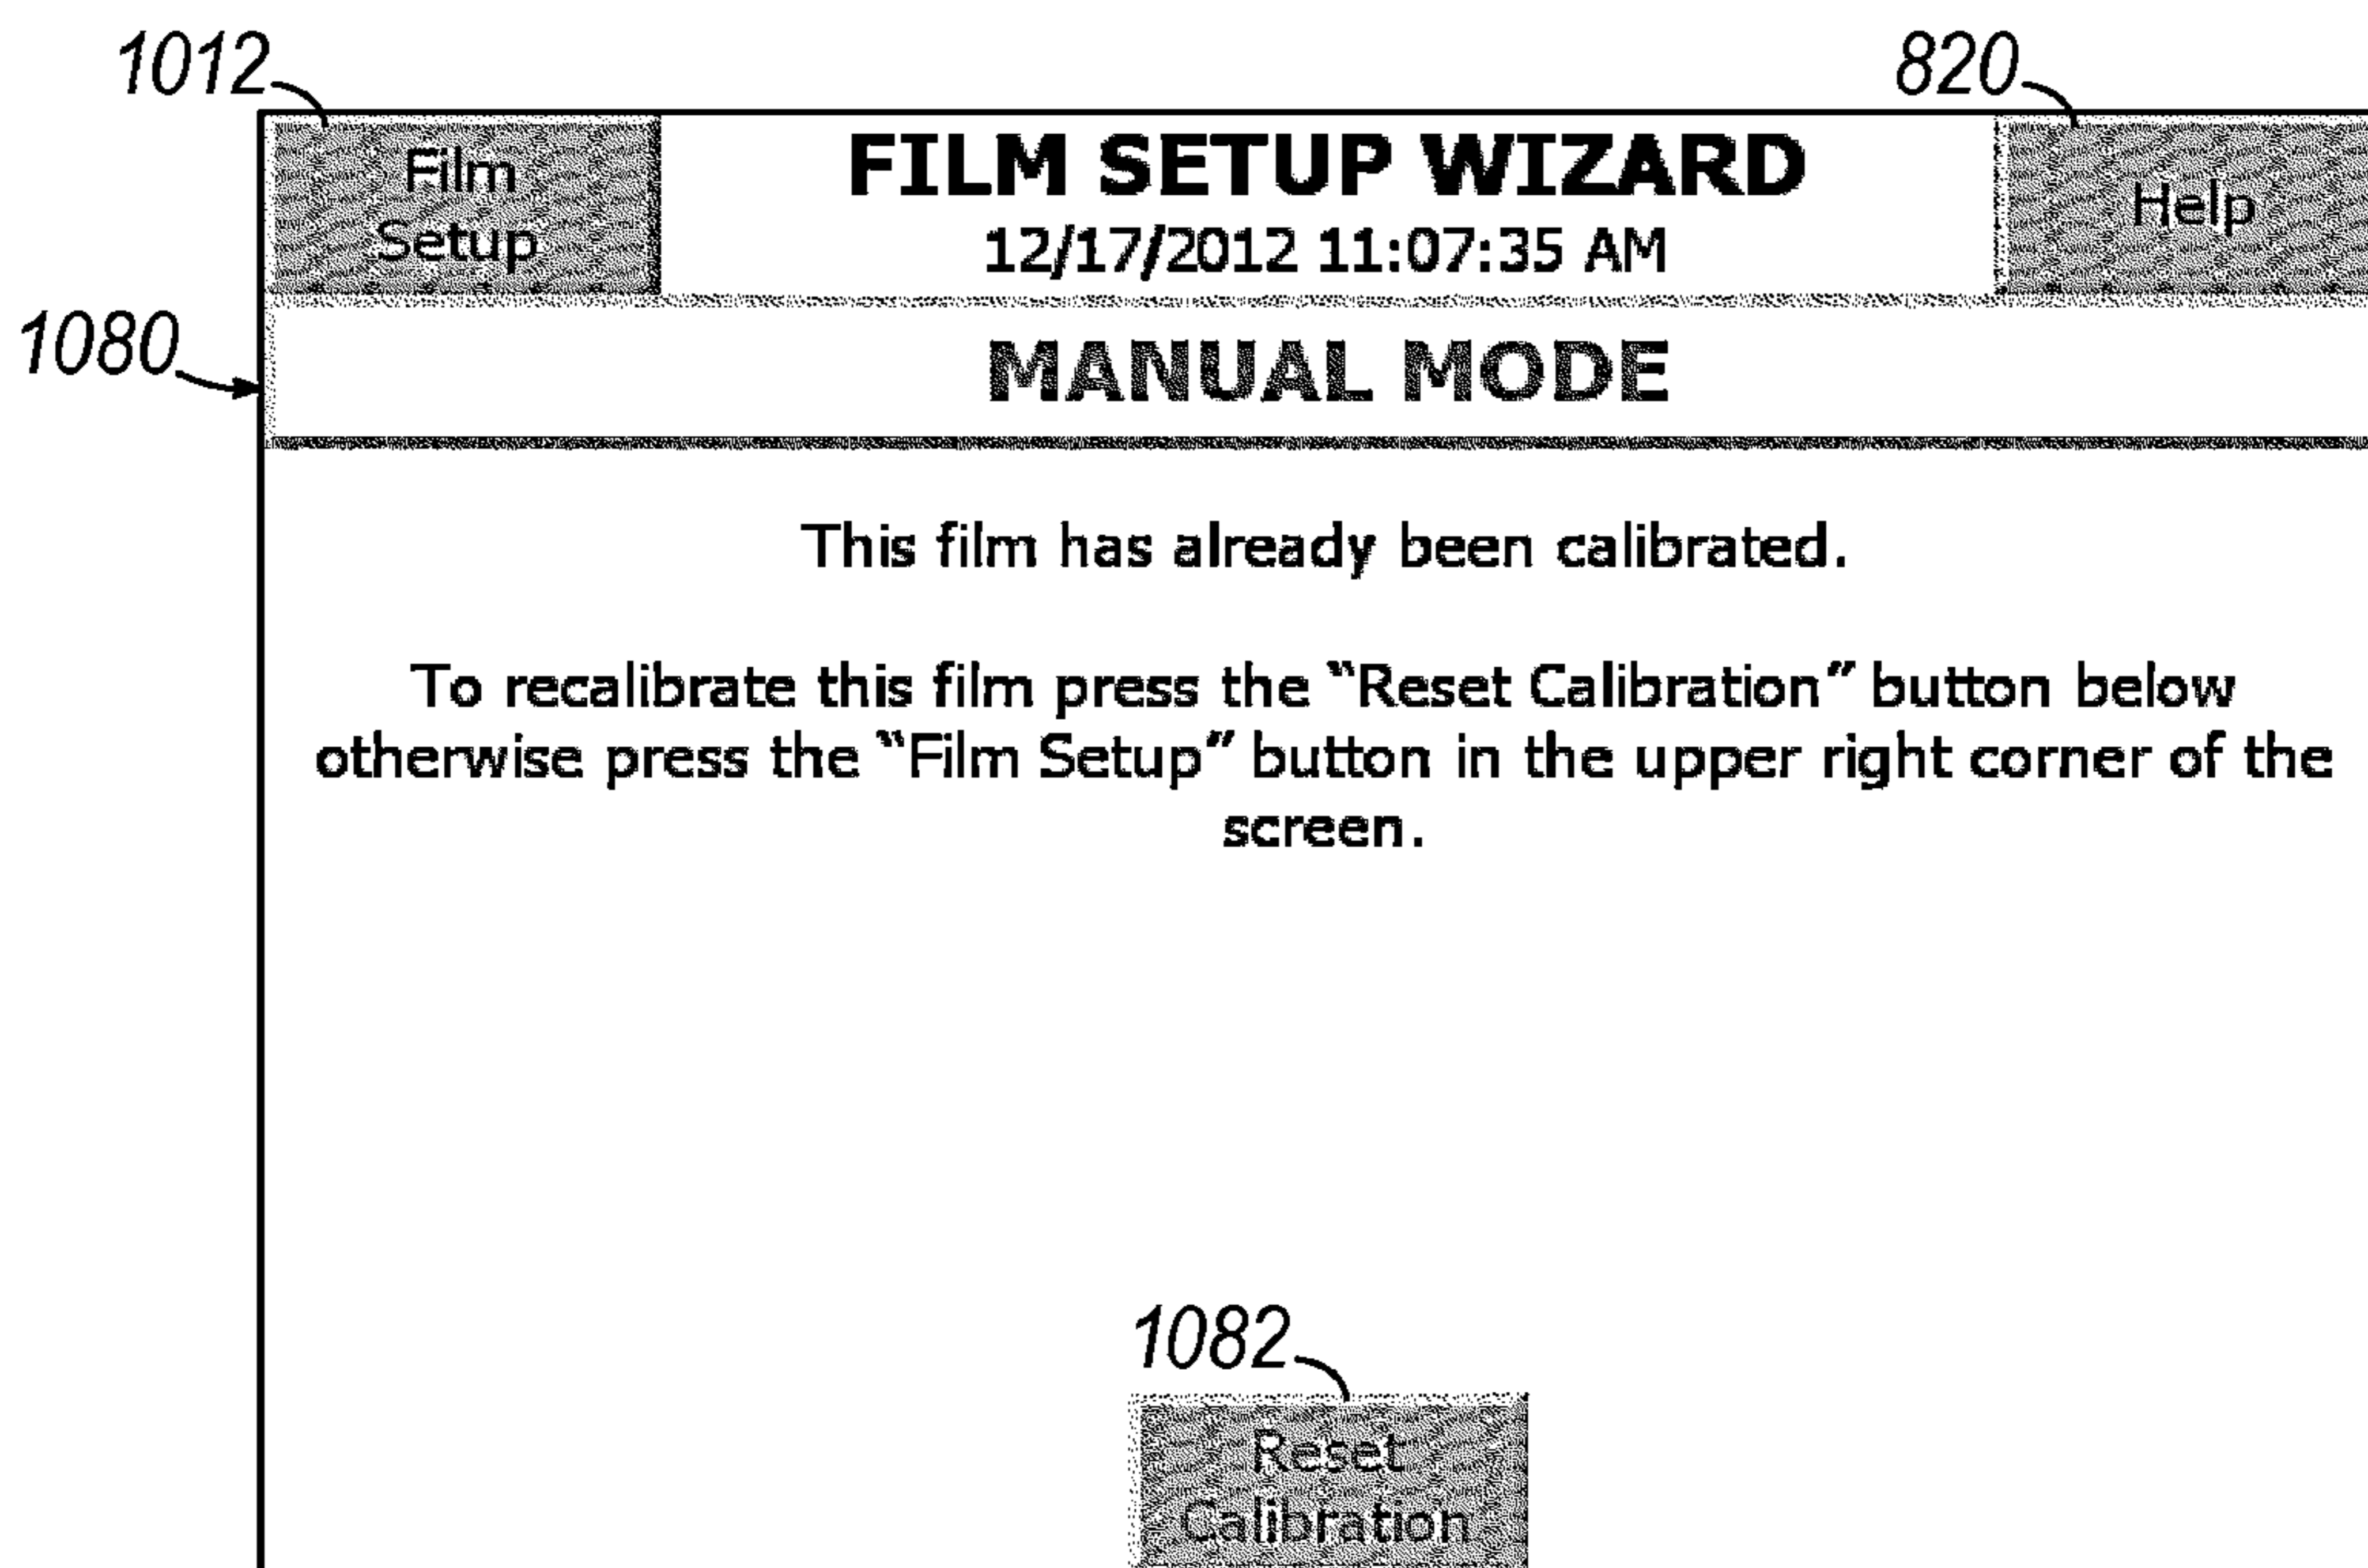 1012
820
Film
Setup
FILM SETUP WIZARD
12/17/2012 11:07:35 AM
Help
1080
MANUAL MODE
This film has already been calibrated.
To recalibrate this film press the "Reset Calibration" button below
otherwise press the "Film Setup" button in the upper right corner of the
screen.
1082
Reset
Calibration